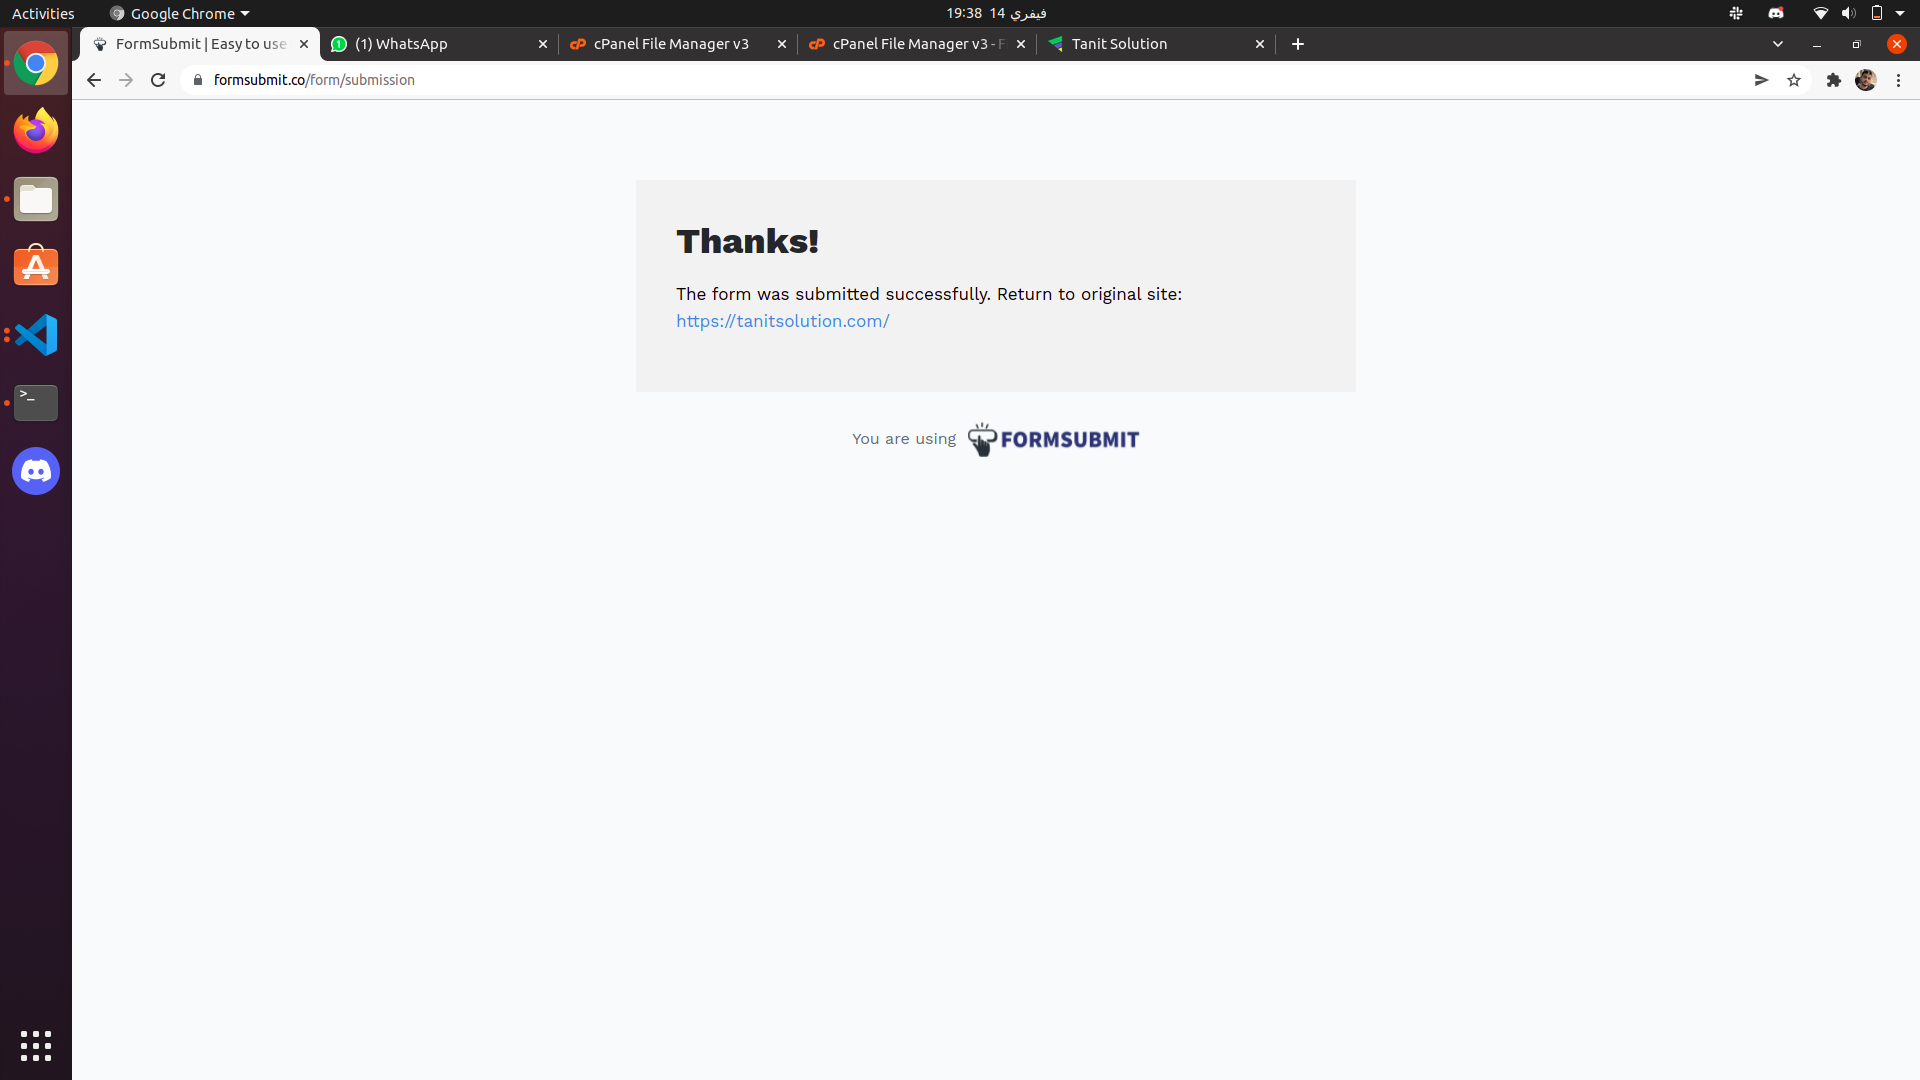 Activities
Google Chrome
19:38 14 فيفري
FormSubmit | Easy to use
(1) WhatsApp
cPanel File Manager v3
cPanel File Manager v3 - F
Tanit Solution
formsubmit.co/form/submission
Thanks!
The form was submitted successfully. Return to original site:
https://tanitsolution.com/
You are using
FORMSUBMIT